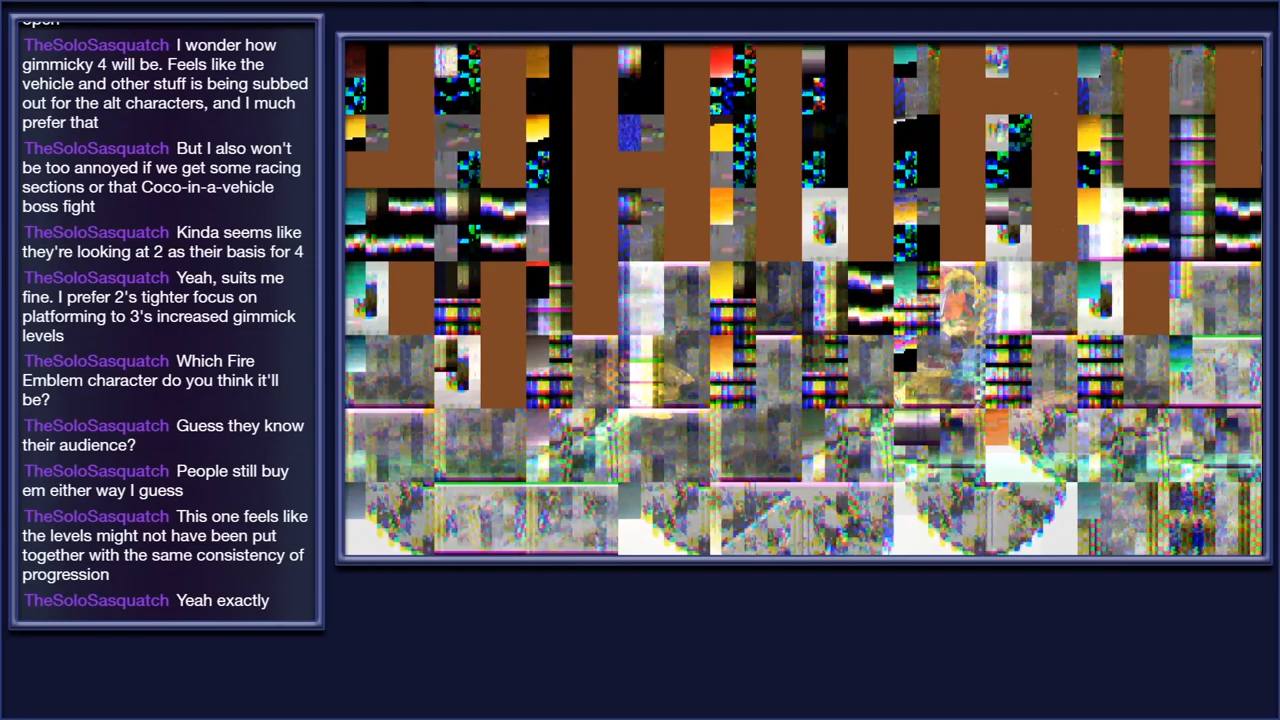 TheSoloSasquatch I wonder how
gimmicky 4 will be. Feels like the
vehicle and other stuff is being subbed
out for the alt characters, and I much
prefer that
TheSoloSasquatch But I also won't
be too annoyed if we get some racing
sections or that Coco-in-a-vehicle
boss fight
TheSoloSasquatch Kinda seems like
they're looking at 2 as their basis for 4
TheSoloSasquatch Yeah, suits me
fine. I prefer 2's tighter focus on
platforming to 3's increased gimmick
levels
TheSoloSasquatch Which Fire
Emblem character do you think it'll
be?
TheSoloSasquatch Guess they know
their audience?
TheSoloSasquatch People still buy
em either way I guess
TheSoloSasquatch This one feels like
the levels might not have been put
together with the same consistency of
progression
TheSoloSasquatch Yeah exactly